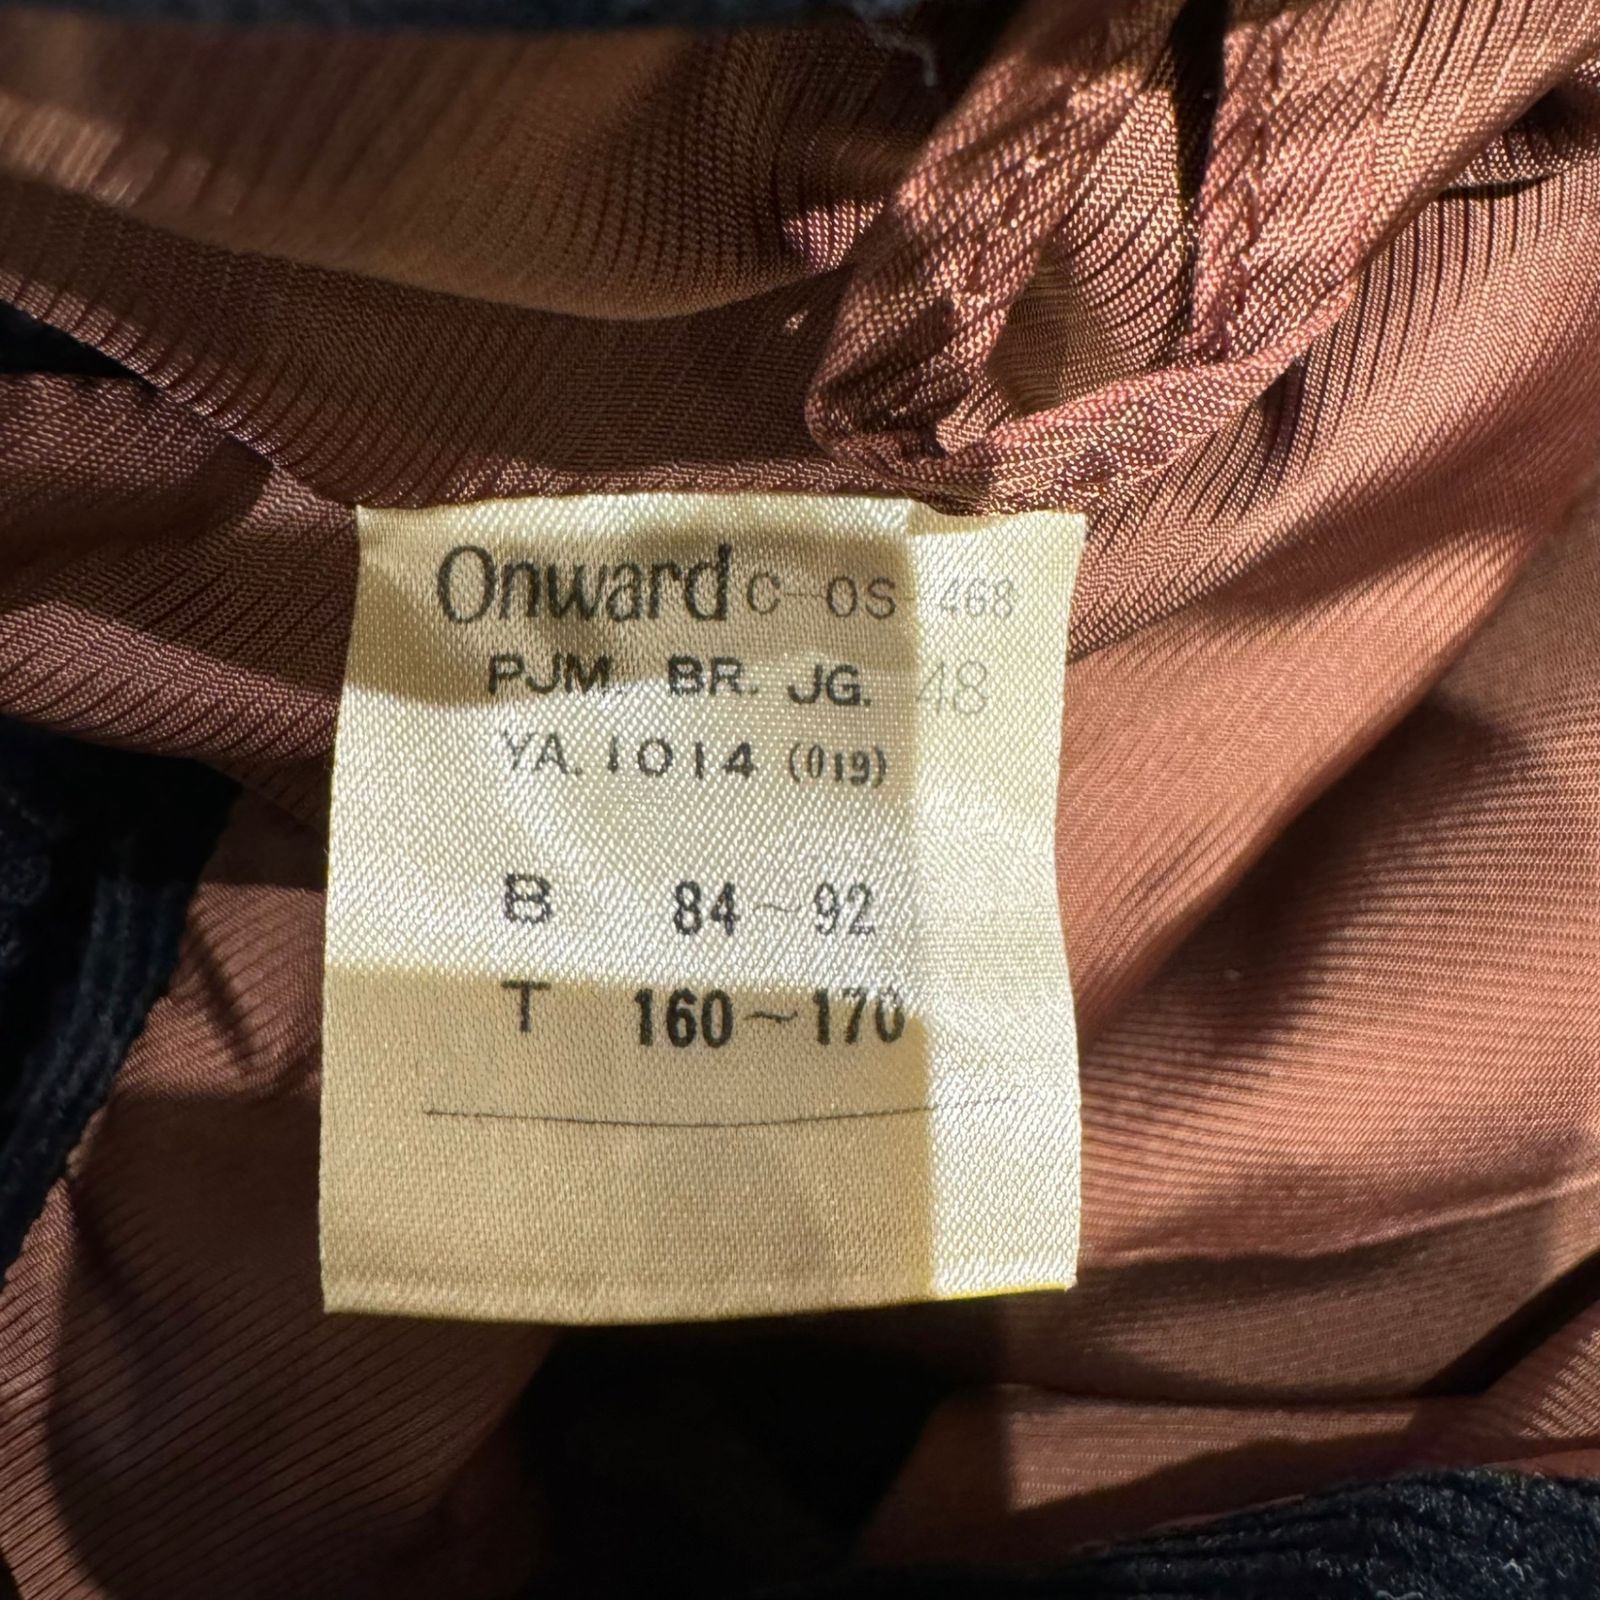 Onward C-OS 468
PJM. BR. JG. 48
YA. 1014 (019)
B 84~92
T 160~170